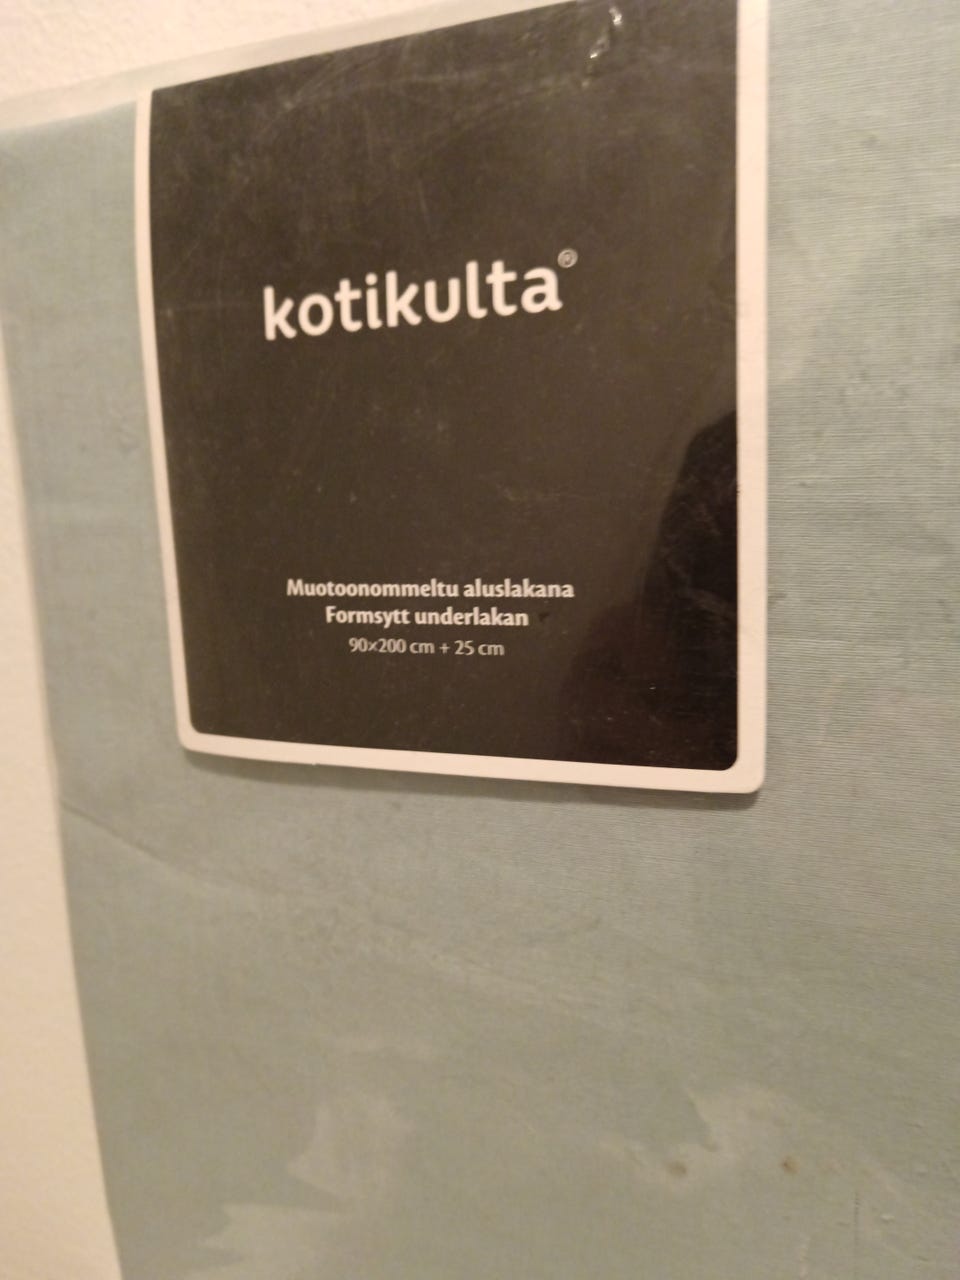 kotikulta®
Muotoonommeltu aluslakana
Formsytt underlakan
90×200 cm + 25 cm